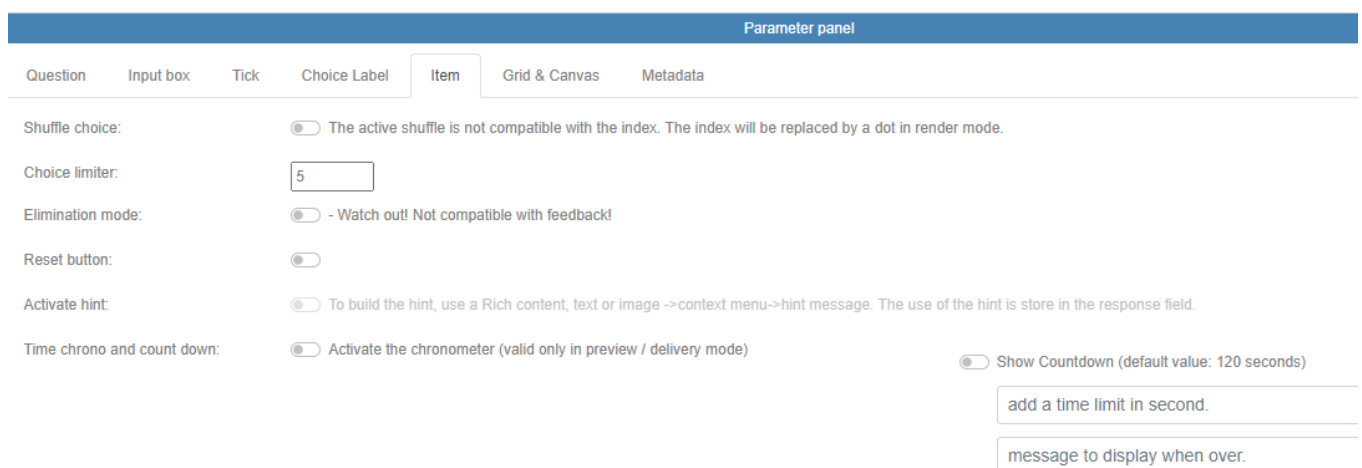 Parameter panel
Question Input box Tick Choice Label Item Grid & Canvas Metadata
Shuffle choice: The active shuffle is not compatible with the index. The index will be replaced by a dot in render mode.
Choice limiter: 5
Elimination mode: - Watch out! Not compatible with feedback!
Reset button:
Activate hint: To build the hint, use a Rich content, text or image ->context menu->hint message. The use of the hint is store in the response field.
Time chrono and count down: Activate the chronometer (valid only in preview / delivery mode)
Show Countdown (default value: 120 seconds)
add a time limit in second.
message to display when over.